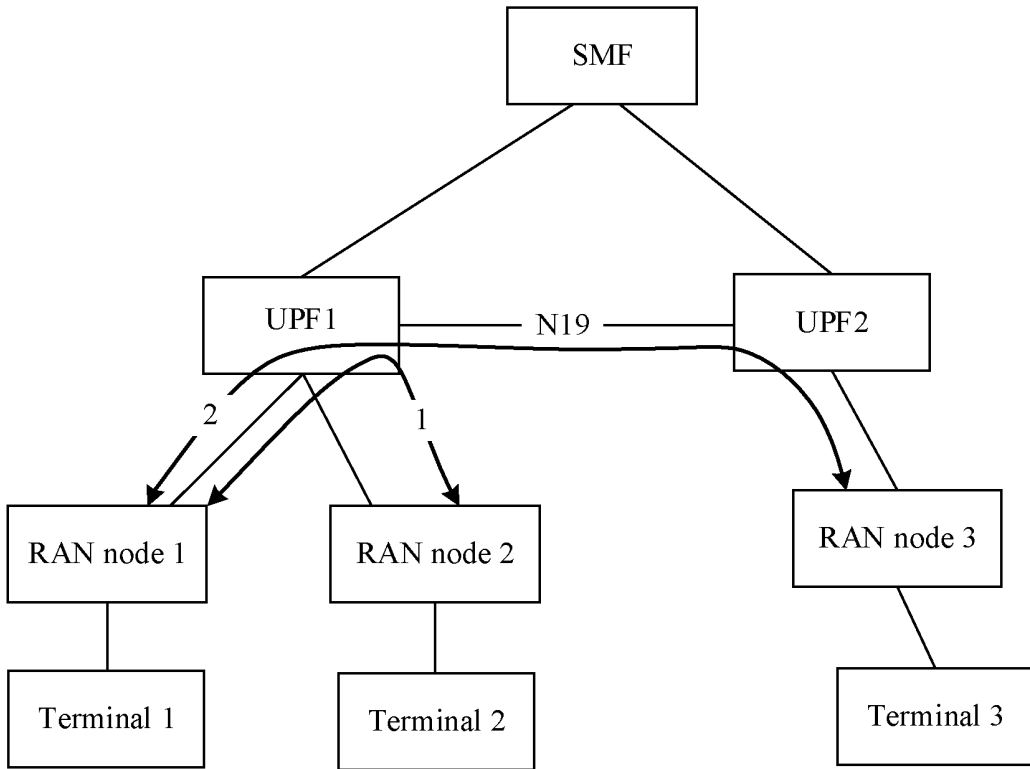 SMF
UPF1
N19
UPF2
2
1
RAN node 1
RAN node 2
RAN node 3
Terminal 1
Terminal 2
Terminal 3